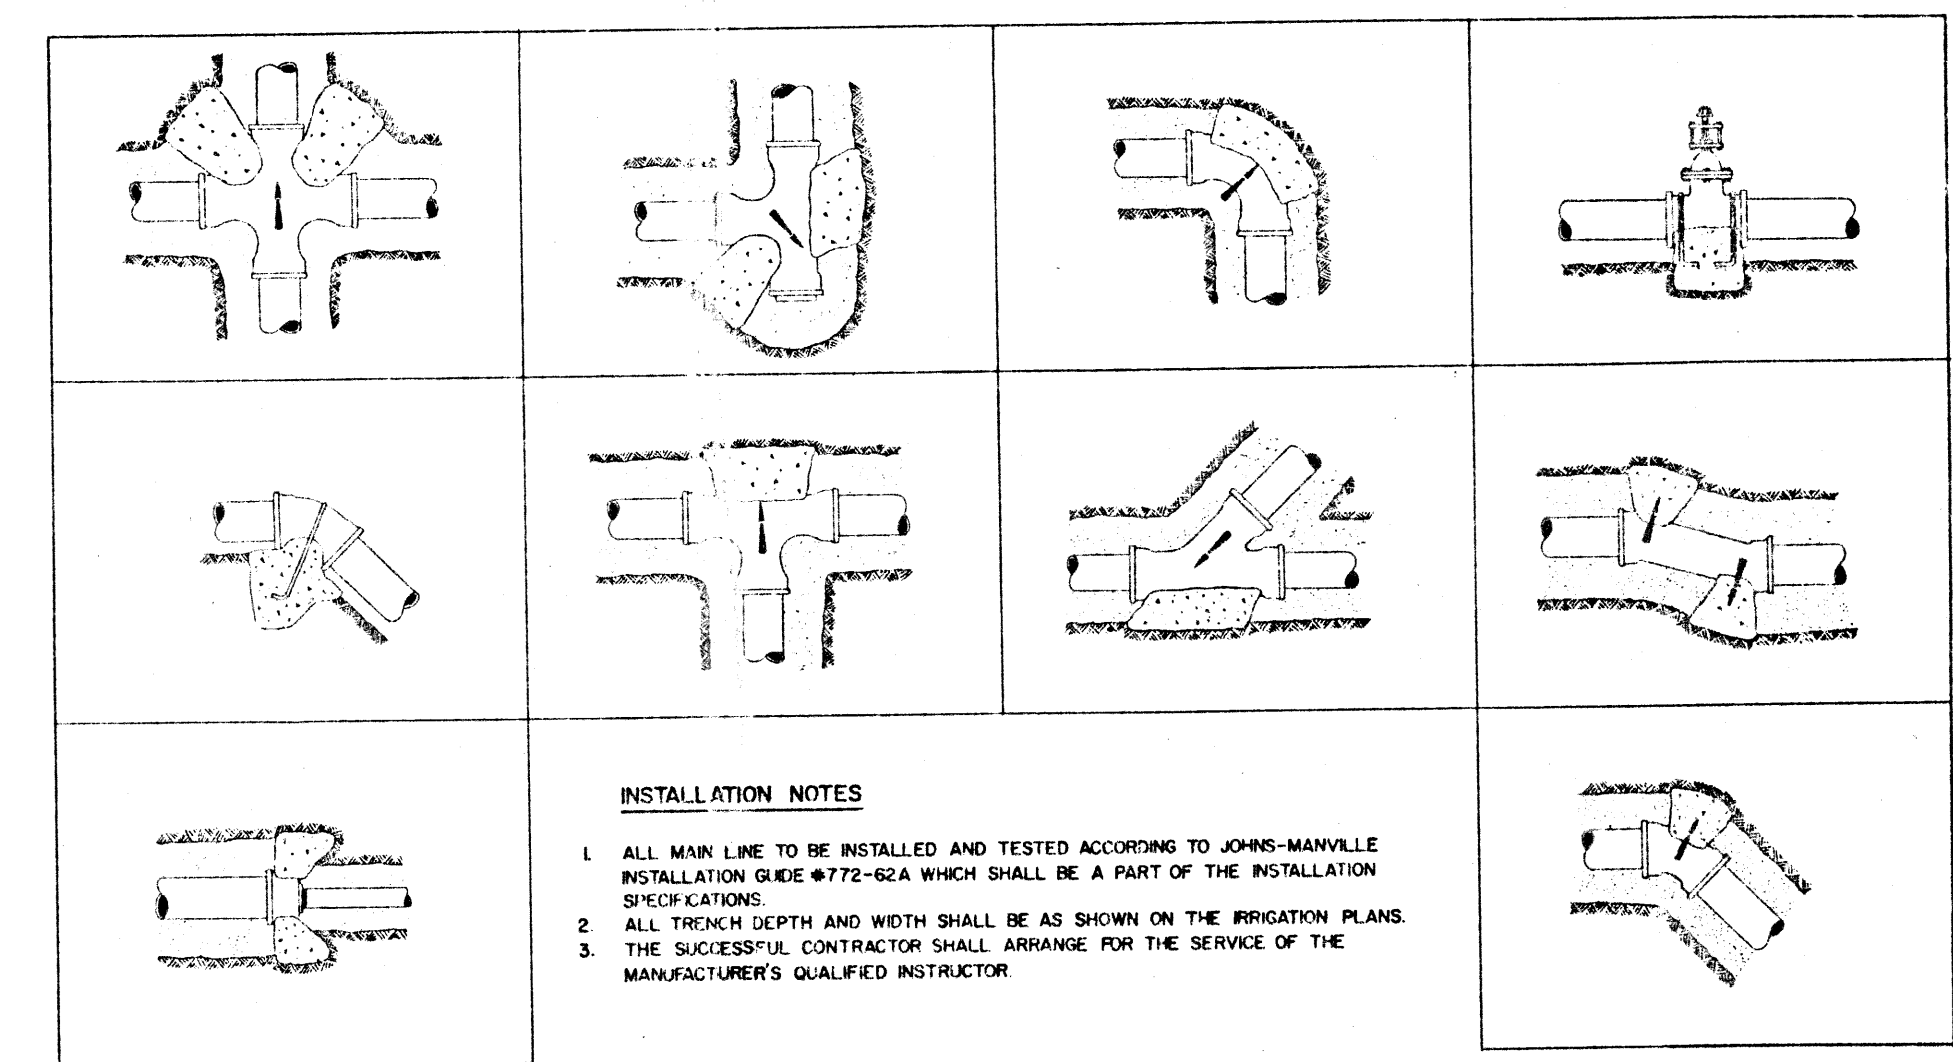 INSTALLATION NOTES
1. ALL MAIN LINE TO BE INSTALLED AND TESTED ACCORDING TO JOHNS-MANVILLE
INSTALLATION GUIDE #772-62A WHICH SHALL BE A PART OF THE INSTALLATION
SPECIFICATIONS.
2. ALL TRENCH DEPTH AND WIDTH SHALL BE AS SHOWN ON THE IRRIGATION PLANS.
3. THE SUCCESSFUL CONTRACTOR SHALL ARRANGE FOR THE SERVICE OF THE
MANUFACTURER'S QUALIFIED INSTRUCTOR.